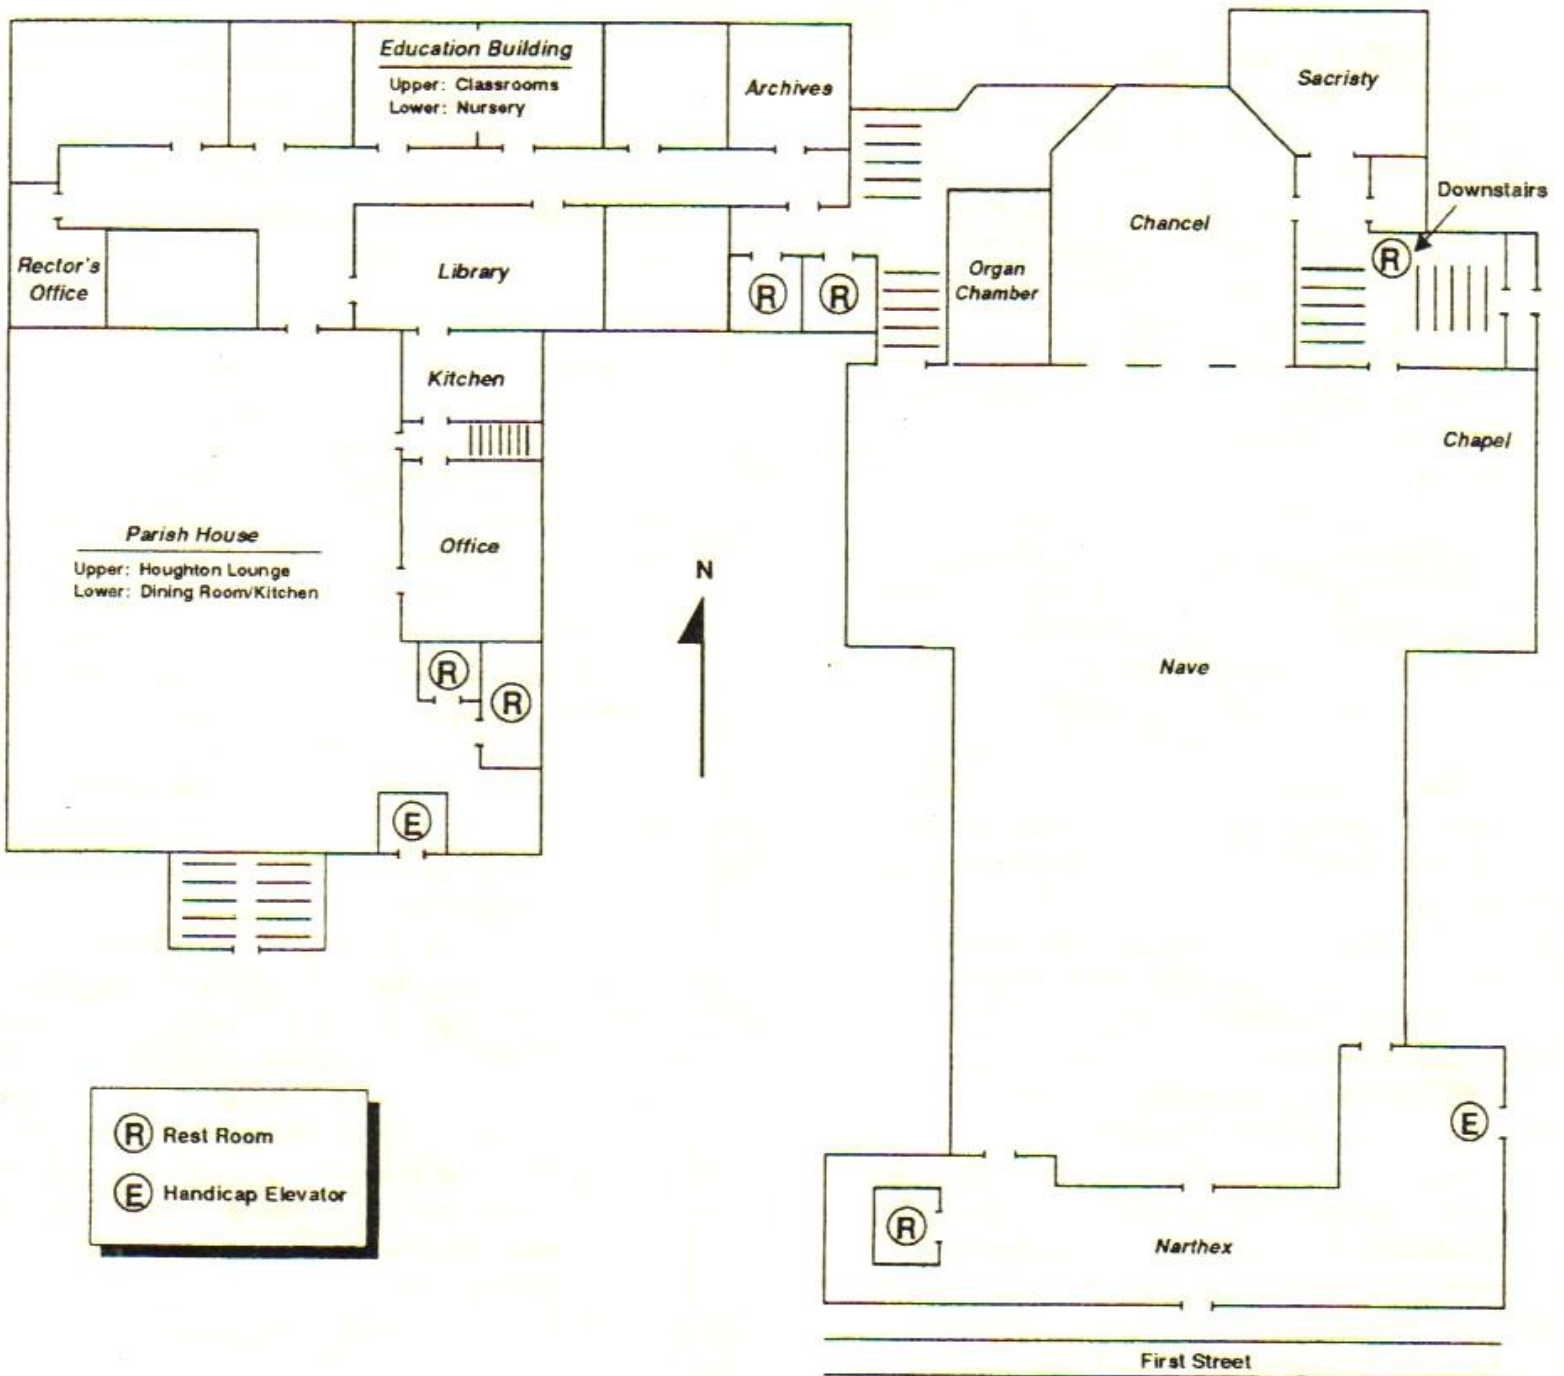 Education Building
Upper: Classrooms
Lower: Nursery
Archives
Sacristy
Downstairs
R
Chancel
Rector's
Office
Library
R
R
Organ
Chamber
Kitchen
Chapel
Parish House
Upper: Houghton Lounge
Lower: Dining Room/Kitchen
Office
N
Nave
R
R
E
R Rest Room
E Handicap Elevator
E
R
Narthex
First Street